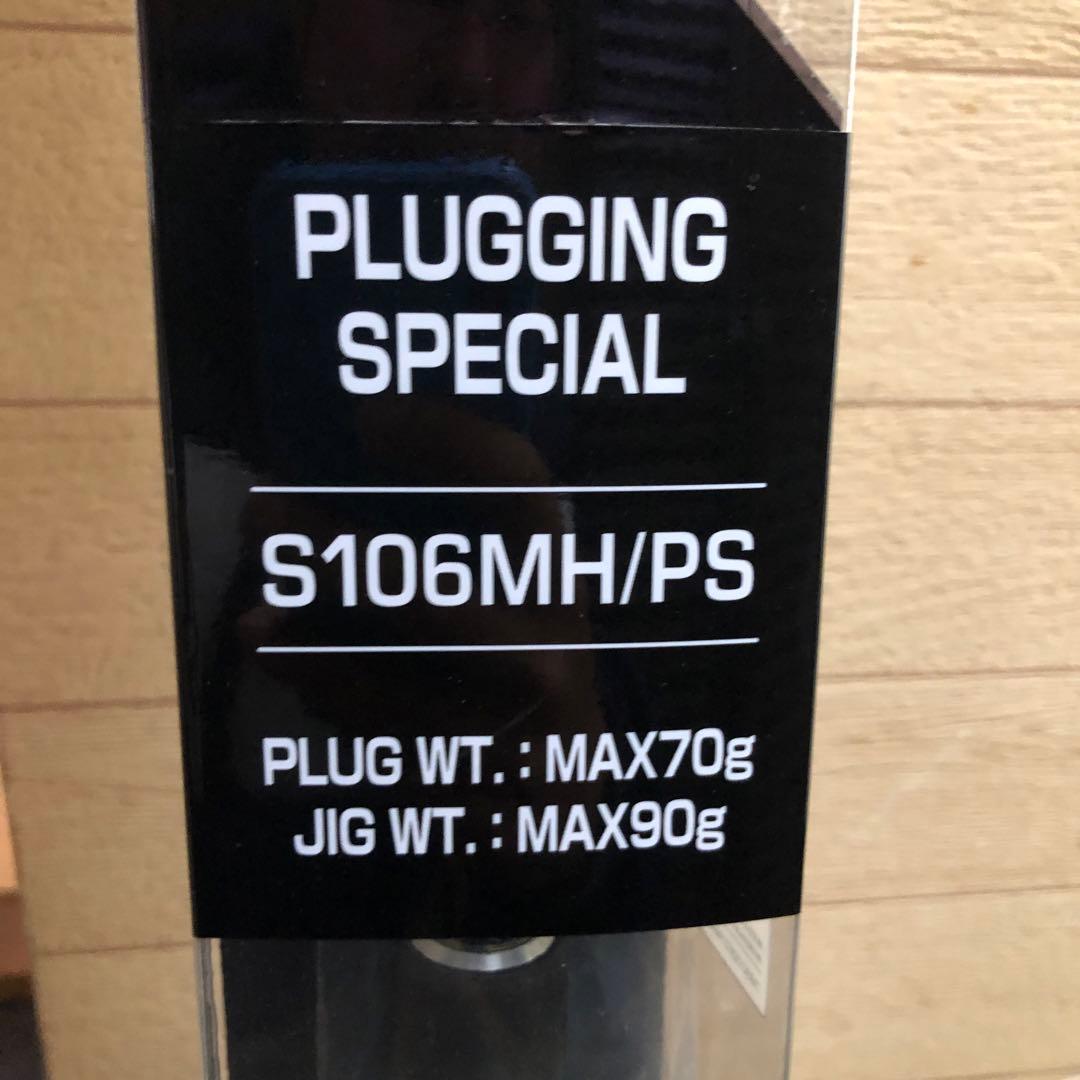 PLUGGING
SPECIAL
S106MH/PS
PLUG WT. : MAX70g
JIG WT. : MAX90g